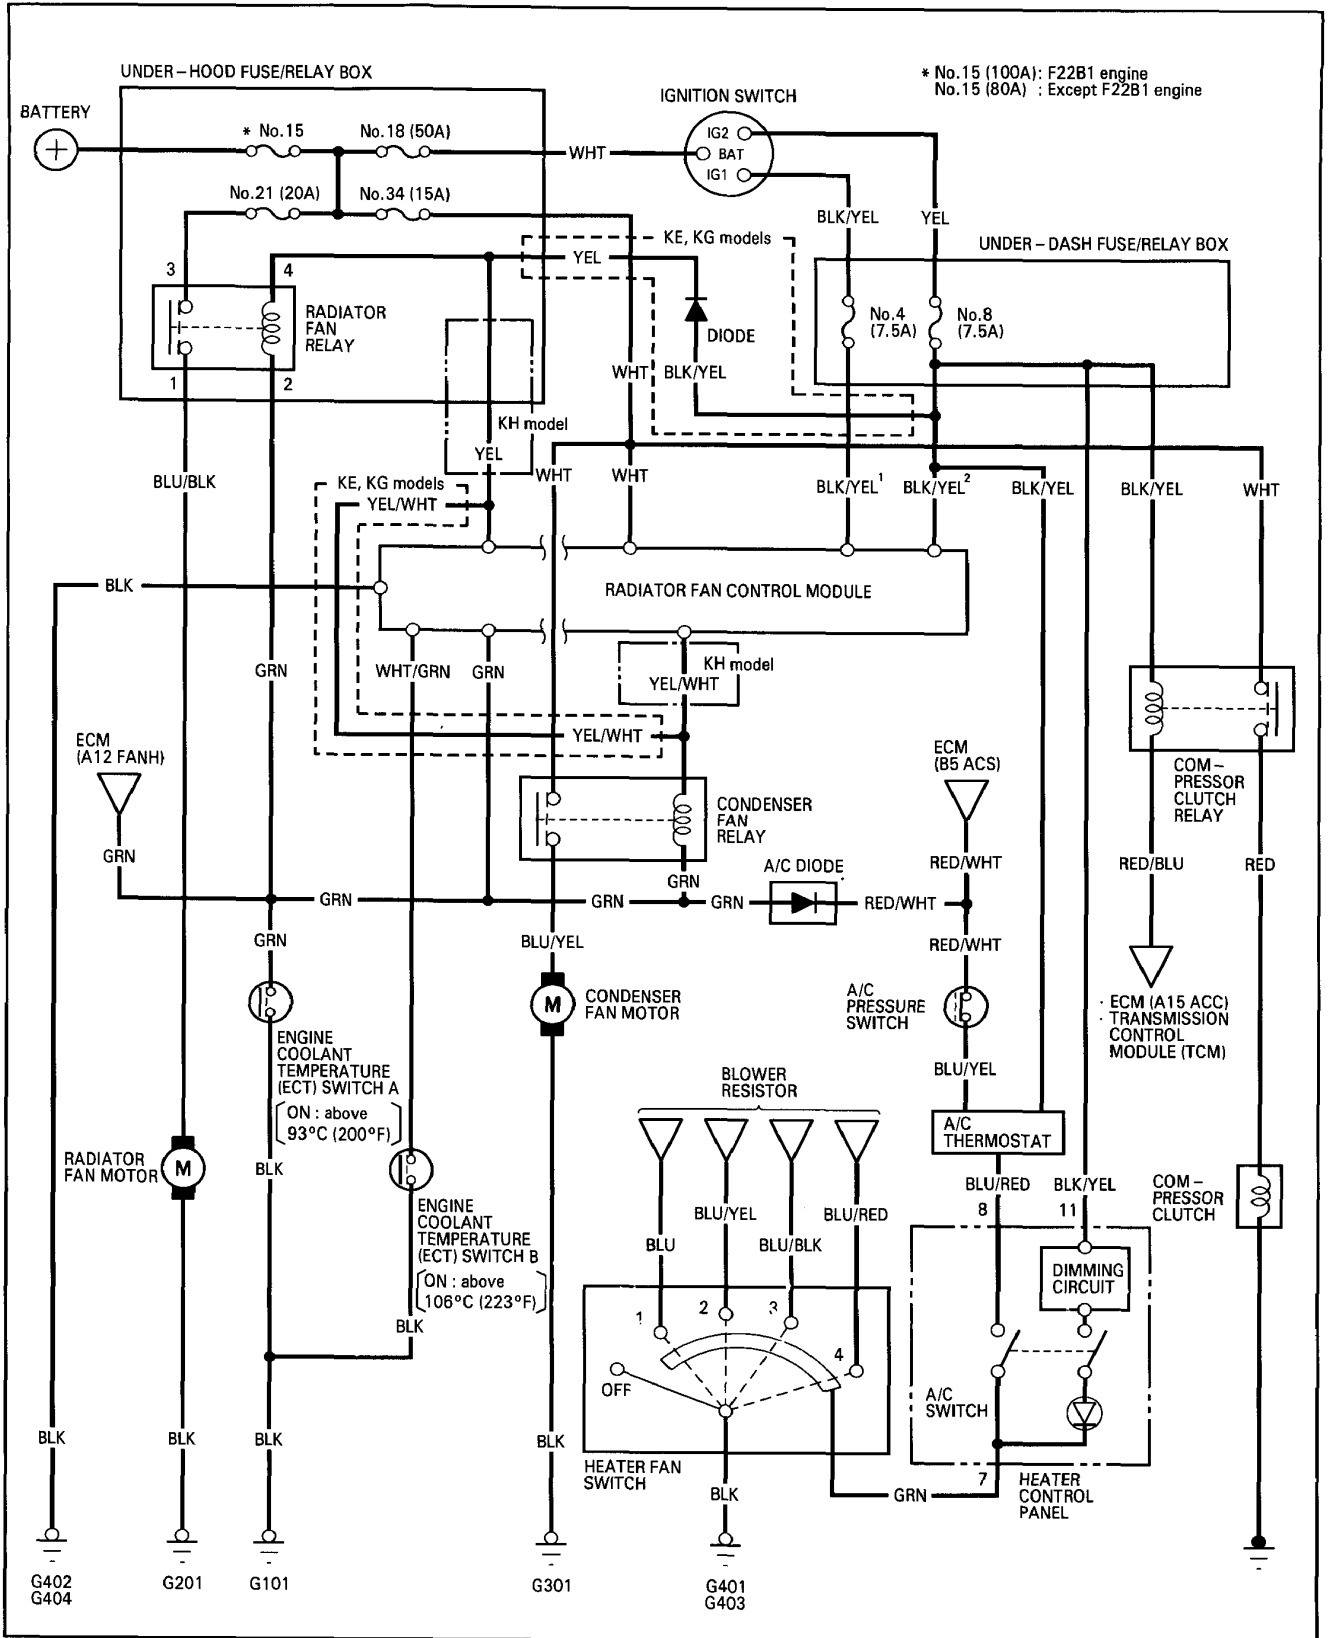 UNDER-HOOD FUSE/RELAY BOX
* No.15 (100A): F22B1 engine
No.15 (80A) : Except F22B1 engine
BATTERY
+
* No.15
No.18 (50A)
No.21 (20A)
No.34 (15A)
WHT
IGNITION SWITCH
IG2
BAT
IG1
BLK/YEL
YEL
KE, KG models
YEL
UNDER-DASH FUSE/RELAY BOX
3
4
RADIATOR
FAN
RELAY
1
2
DIODE
No.4
(7.5A)
No.8
(7.5A)
WHT
BLK/YEL
KH model
YEL
BLU/BLK
WHT
WHT
BLK/YEL1
BLK/YEL2
BLK/YEL
BLK/YEL
WHT
KE, KG models
YEL/WHT
BLK
RADIATOR FAN CONTROL MODULE
GRN
WHT/GRN
GRN
KH model
YEL/WHT
YEL/WHT
ECM
(A12 FANH)
GRN
ECM
(B5 ACS)
COM-
PRESSOR
CLUTCH
RELAY
CONDENSER
FAN
RELAY
A/C DIODE
RED/WHT
RED/BLU
RED
GRN
GRN
GRN
GRN
RED/WHT
GRN
BLU/YEL
RED/WHT
M
CONDENSER
FAN MOTOR
A/C
PRESSURE
SWITCH
· ECM (A15 ACC)
· TRANSMISSION
CONTROL
MODULE (TCM)
ENGINE
COOLANT
TEMPERATURE
(ECT) SWITCH A
ON : above
93°C (200°F)
BLU/YEL
BLOWER
RESISTOR
A/C
THERMOSTAT
RADIATOR
FAN MOTOR
M
BLK
ENGINE
COOLANT
TEMPERATURE
(ECT) SWITCH B
ON : above
106°C (223°F)
BLK
BLU
BLU/YEL
BLU/BLK
BLU/RED
BLU/RED
BLK/YEL
8
11
COM-
PRESSOR
CLUTCH
DIMMING
CIRCUIT
1
2
3
4
OFF
A/C
SWITCH
BLK
BLK
BLK
BLK
HEATER FAN
SWITCH
BLK
GRN
7
HEATER
CONTROL
PANEL
G402
G404
G201
G101
G301
G401
G403